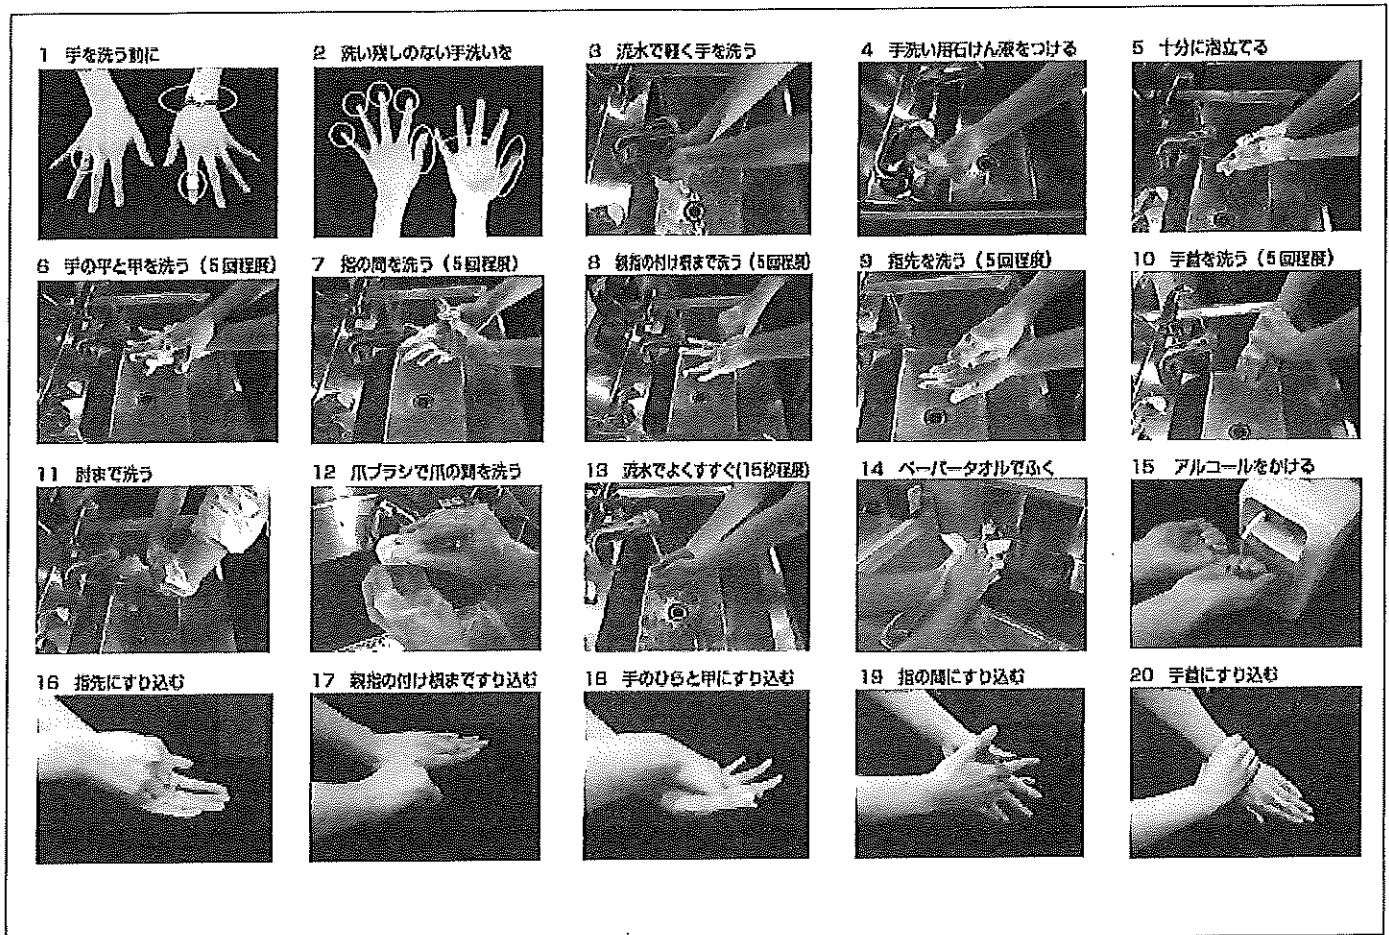 1 手を洗う前に
2 洗い残しのない手洗いを
3 流水で軽く手を洗う
4 手洗い用石けん液をつける
5 十分に泡立てる
6 手の平と甲を洗う（5回程度）
7 指の間を洗う（5回程度）
8 親指の付け根まで洗う（5回程度）
9 指先を洗う（5回程度）
10 手首を洗う（5回程度）
11 肘まで洗う
12 爪ブラシで爪の間を洗う
13 流水でよくすすぐ（15秒程度）
14 ペーパータオルでふく
15 アルコールをかける
16 指先にすり込む
17 親指の付け根まですり込む
18 手のひらと甲にすり込む
19 指の間にすり込む
20 手首にすり込む